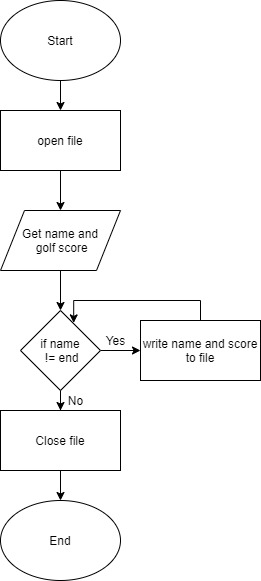 Start
open file
Get name and
golf score
if name
!= end
Yes
write name and score
to file
No
Close file
End